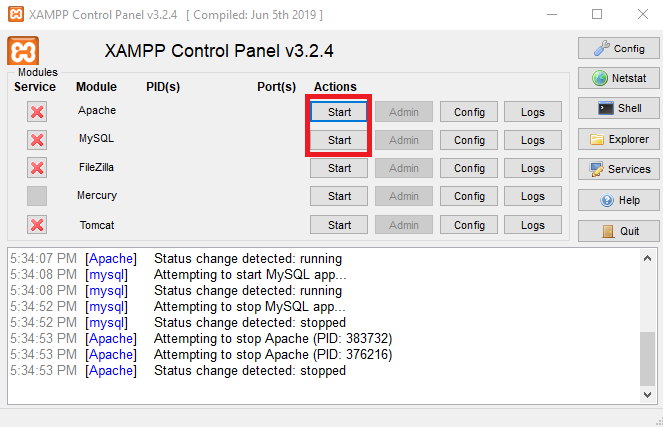 XAMPP Control Panel v3.2.4 [ Compiled: Jun 5th 2019 ]
XAMPP Control Panel v3.2.4
Config
Modules
Service Module PID(s) Port(s) Actions
Netstat
Apache Start Admin Config Logs
Shell
MySQL Start Admin Config Logs
Explorer
FileZilla Start Admin Config Logs
Services
Mercury Start Admin Config Logs
Help
Tomcat Start Admin Config Logs
Quit
5:34:07 PM [Apache] Status change detected: running
5:34:08 PM [mysql] Attempting to start MySQL app...
5:34:08 PM [mysql] Status change detected: running
5:34:52 PM [mysql] Attempting to stop MySQL app...
5:34:52 PM [mysql] Status change detected: stopped
5:34:53 PM [Apache] Attempting to stop Apache (PID: 383732)
5:34:53 PM [Apache] Attempting to stop Apache (PID: 376216)
5:34:53 PM [Apache] Status change detected: stopped